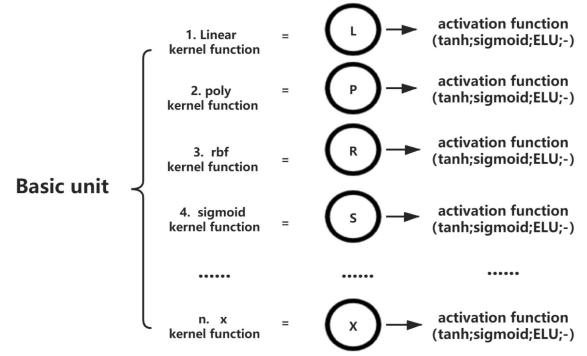 1. Linear
kernel function
=
L
activation function
(tanh;sigmoid;ELU;-)
2. poly
kernel function
=
P
activation function
(tanh;sigmoid;ELU;-)
3. rbf
kernel function
=
R
activation function
(tanh;sigmoid;ELU;-)
Basic unit
4. sigmoid
kernel function
=
S
activation function
(tanh;sigmoid;ELU;-)
......
......
......
n. x
kernel function
=
X
activation function
(tanh;sigmoid;ELU;-)